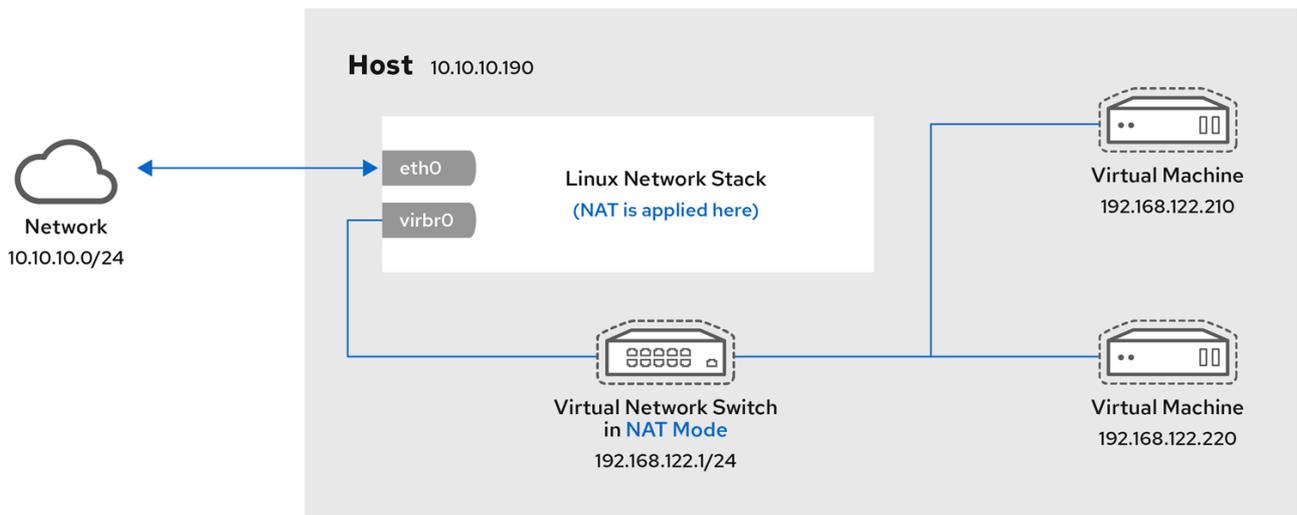 Host 10.10.10.190
eth0
Linux Network Stack
(NAT is applied here)
virbr0
Network
10.10.10.0/24
Virtual Machine
192.168.122.210
Virtual Network Switch
in NAT Mode
192.168.122.1/24
Virtual Machine
192.168.122.220